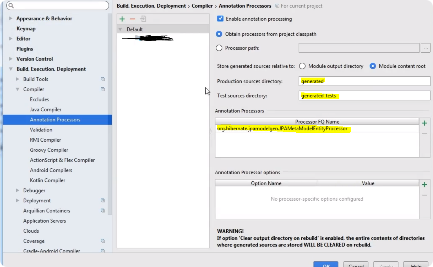 Build, Execution, Deployment > Compiler > Annotation Processors
For current project
Appearance & Behavior
Keymap
Editor
Plugins
Version Control
Build, Execution, Deployment
Build Tools
Compiler
Excludes
Java Compiler
Annotation Processors
Validation
RMI Compiler
Groovy Compiler
ActionScript & Flex Compiler
Android Compilers
Kotlin Compiler
Debugger
Deployment
Arquillian Containers
Application Servers
Clouds
Coverage
Gradle-Android Compiler
Default
Enable annotation processing
Obtain processors from project classpath
Processor path:
Store generated sources relative to:
Module output directory
Module content root
Production sources directory:
generated
Test sources directory:
generated_tests
Annotation Processors
Processor FQ Name
org.hibernate.jpamodelgen.JPAMetaModelEntityProcessor
Annotation Processor options
Option Name
Value
No processor-specific options configured
WARNING!
If option 'Clear output directory on rebuild' is enabled, the entire contents of directories
where generated sources are stored WILL BE CLEARED on rebuild.
OK
Cancel
Apply
Help